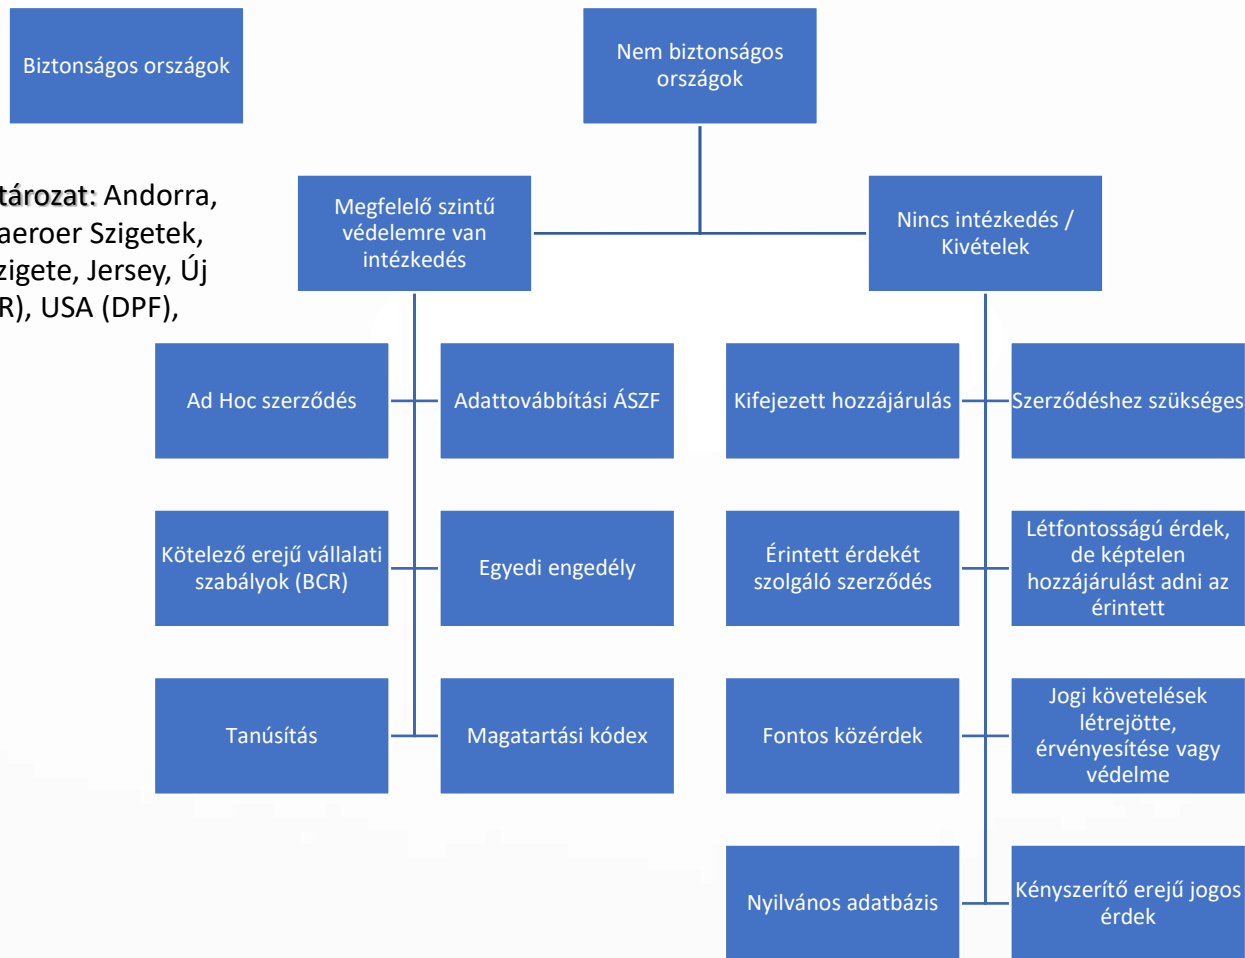 Biztonságos országok
Nem biztonságos
országok
tározat: Andorra,
aeroer Szigetek,
zigete, Jersey, Új
R), USA (DPF),
Megfelelő szintű
védelemre van
intézkedés
Nincs intézkedés /
Kivételek
Ad Hoc szerződés
Adattovábbítási ÁSZF
Kifejezett hozzájárulás
Szerződéshez szükséges
Kötelező erejű vállalati
szabályok (BCR)
Egyedi engedély
Érintett érdekét
szolgáló szerződés
Létfontosságú érdek,
de képtelen
hozzájárulást adni az
érintett
Tanúsítás
Magatartási kódex
Fontos közérdek
Jogi követelések
létrejötte,
érvényesítése vagy
védelme
Nyilvános adatbázis
Kényszerítő erejű jogos
érdek